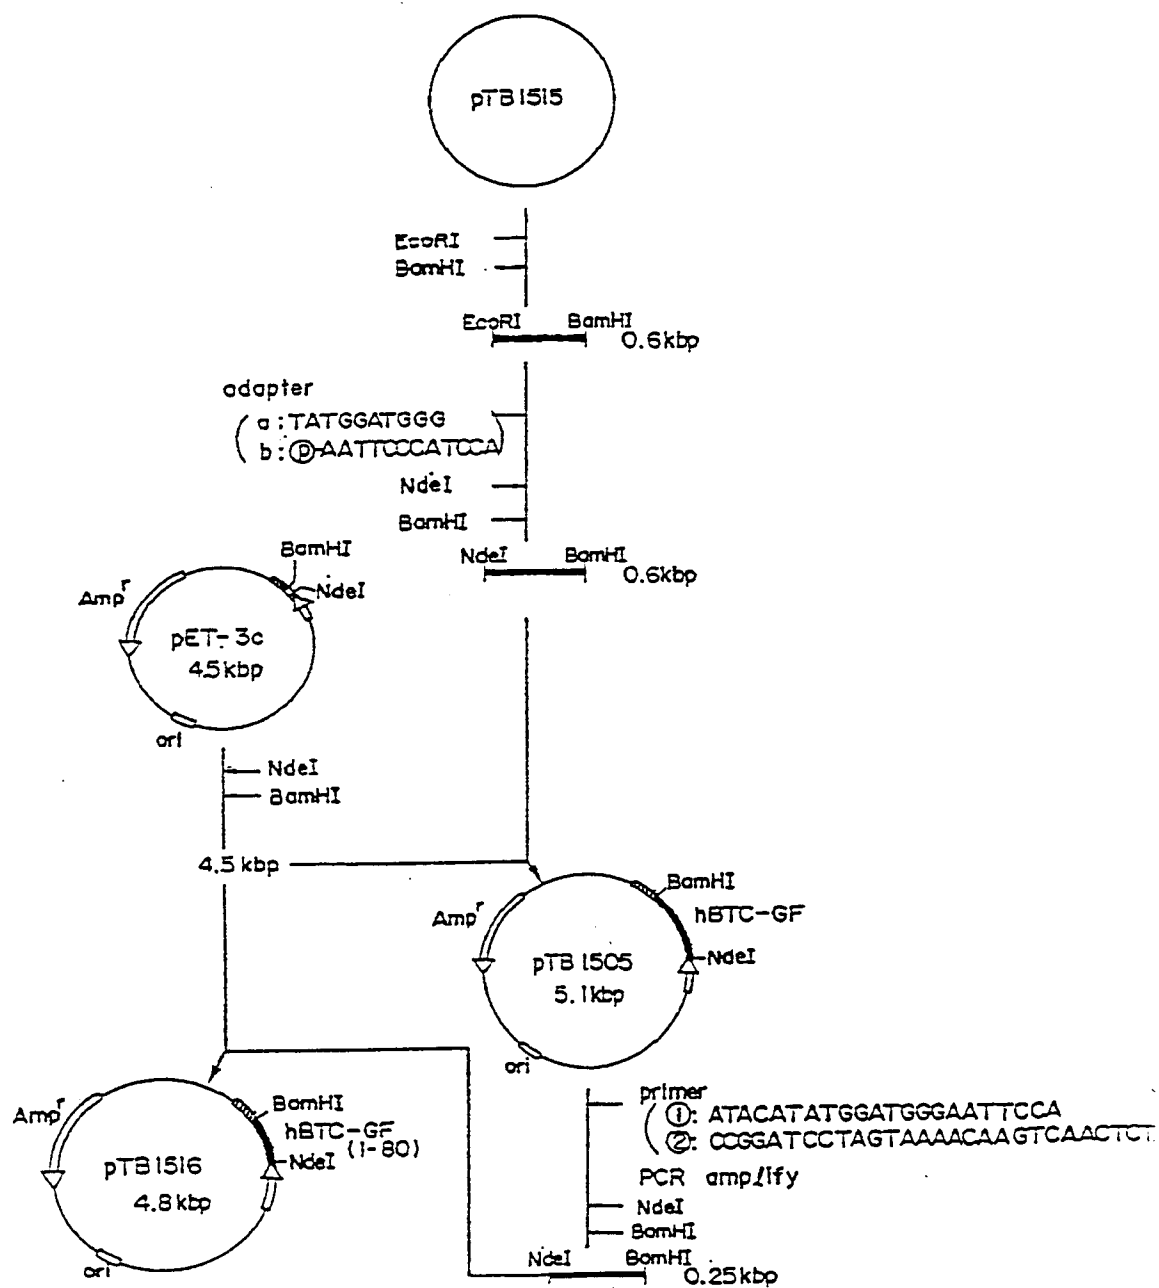 pTB1515
EcoRI
BamHI
EcoRI BamHI
0.6kbp
adapter
a : TATGGATGGG
b : Ⓟ-AATTCCCATCCA
NdeI
BamHI
NdeI BamHI
0.6kbp
BamHI
NdeI
Ampʳ
pET-3c
4.5kbp
ori
NdeI
BamHI
4.5 kbp
BamHI
hBTC-GF
NdeI
Ampʳ
pTB1505
5.1kbp
ori
primer
①: ATACATATGGATGGGAATTCCA
②: CCGGATCCTAGTAAAACAAGTCAACTCT
PCR amplify
NdeI
BamHI
NdeI BamHI
0.25kbp
Ampʳ
BamHI
hBTC-GF
(1-80)
NdeI
pTB1516
4.8kbp
ori